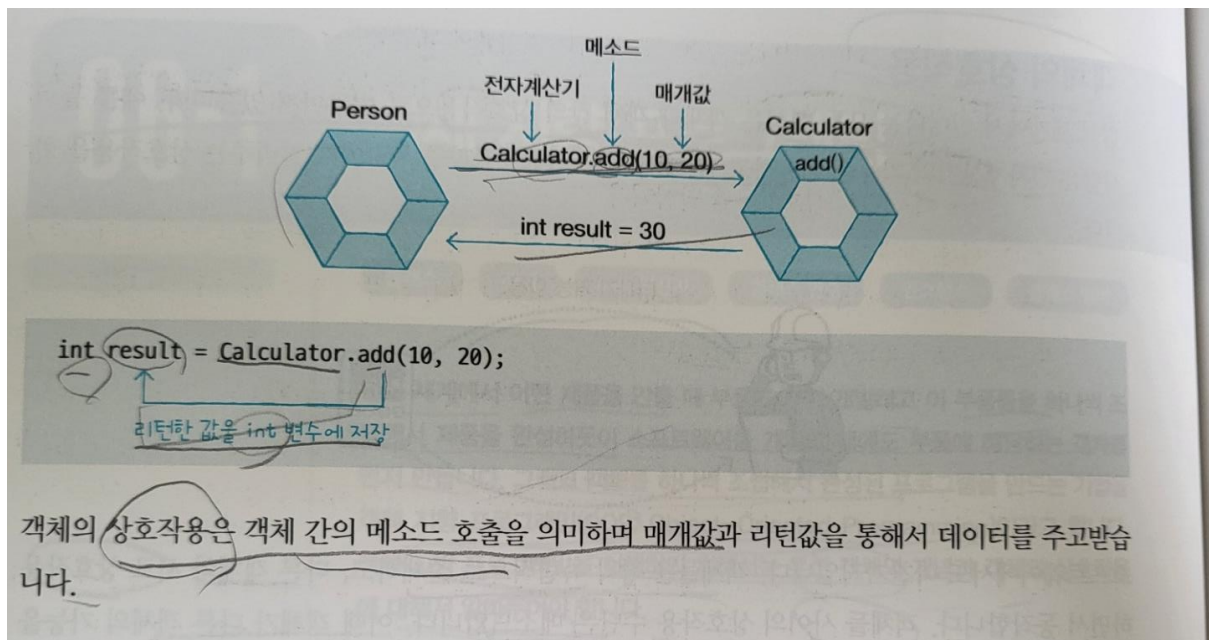 메소드
전자계산기
매개값
Person
Calculator
Calculator.add(10, 20)
add()
int result = 30
int result = Calculator.add(10, 20);
리턴한 값을 int 변수에 저장
객체의 상호작용은 객체 간의 메소드 호출을 의미하며 매개값과 리턴값을 통해서 데이터를 주고받습
니다.